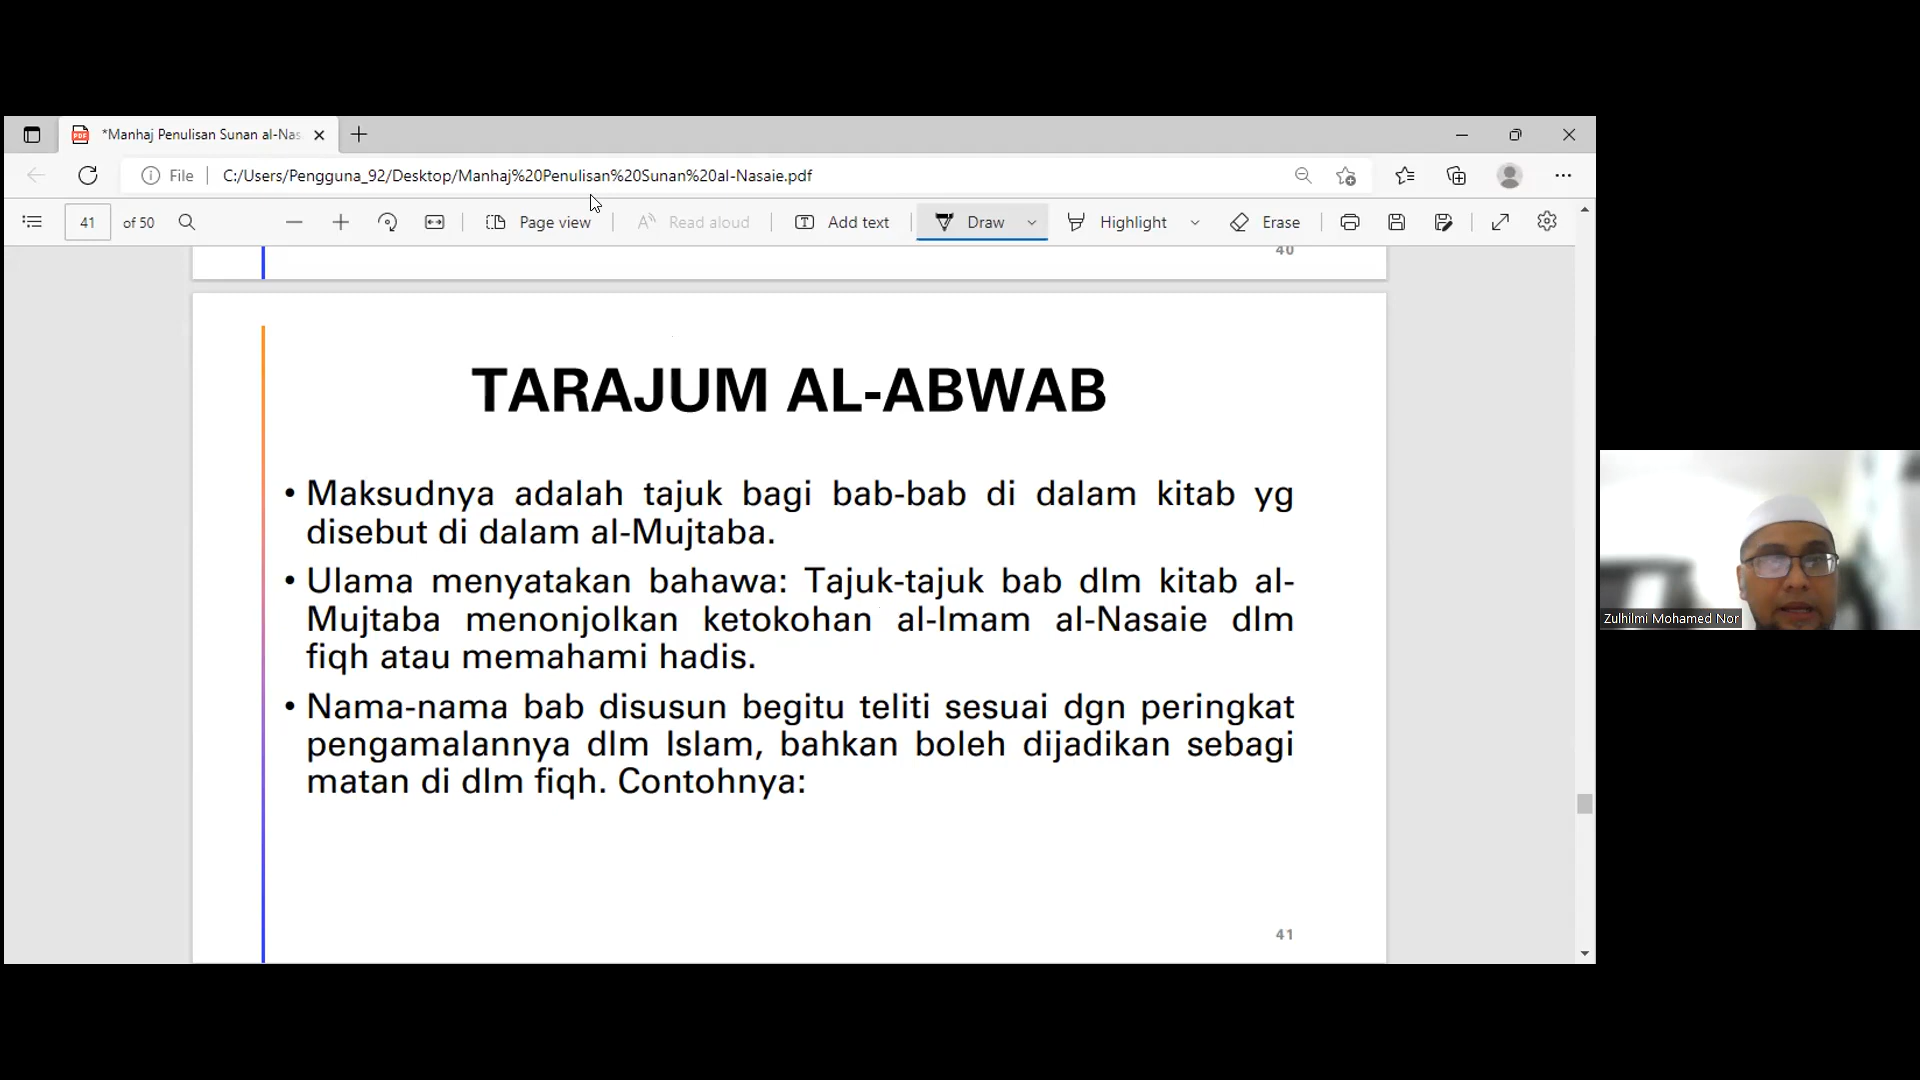 *Manhaj Penulisan Sunan al-Nas
File
C:/Users/Pengguna_92/Desktop/Manhaj%20Penulisan%20Sunan%20al-Nasaie.pdf
41 of 50
Page view
Read aloud
Add text
Draw
Highlight
Erase
40
TARAJUM AL-ABWAB
• Maksudnya adalah tajuk bagi bab-bab di dalam kitab yg
disebut di dalam al-Mujtaba.
• Ulama menyatakan bahawa: Tajuk-tajuk bab dlm kitab al-
Mujtaba menonjolkan ketokohan al-Imam al-Nasaie dlm
fiqh atau memahami hadis.
• Nama-nama bab disusun begitu teliti sesuai dgn peringkat
pengamalannya dlm Islam, bahkan boleh dijadikan sebagi
matan di dlm fiqh. Contohnya:
41
Zulhilmi Mohamed Nor